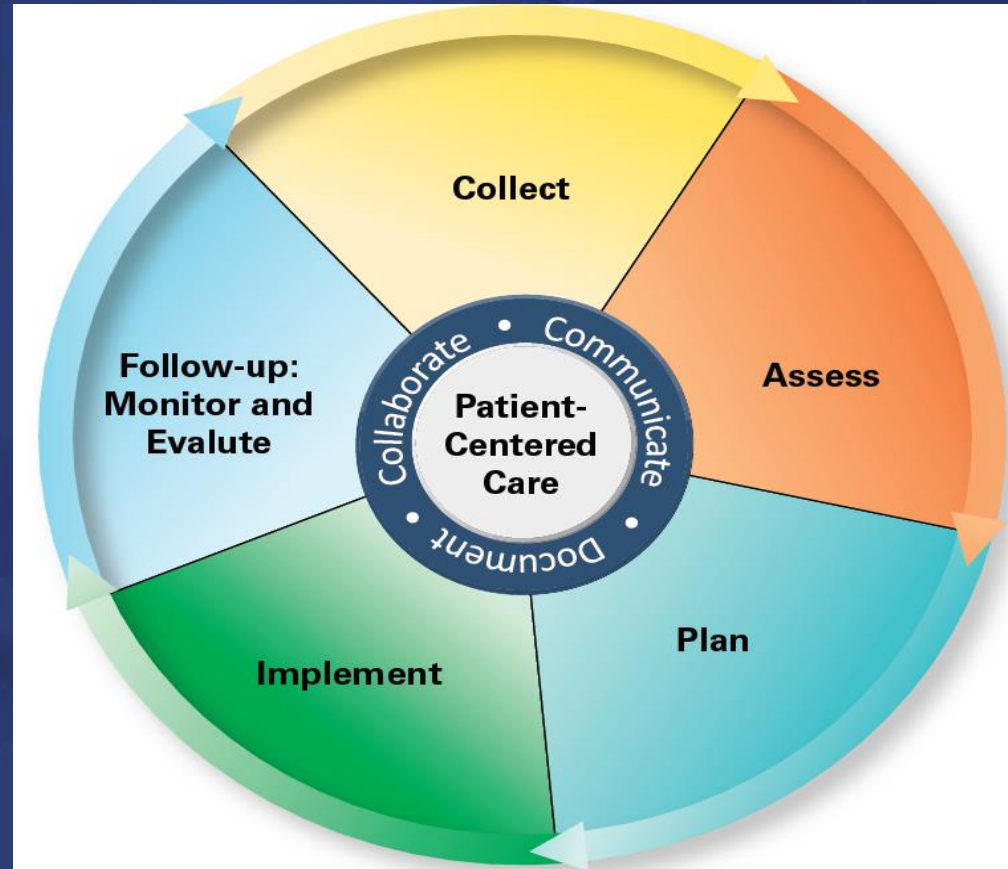 Collect
Assess
Plan
Implement
Follow-up:
Monitor and
Evalute
Collaborate • Communicate • Document •
Patient-
Centered
Care